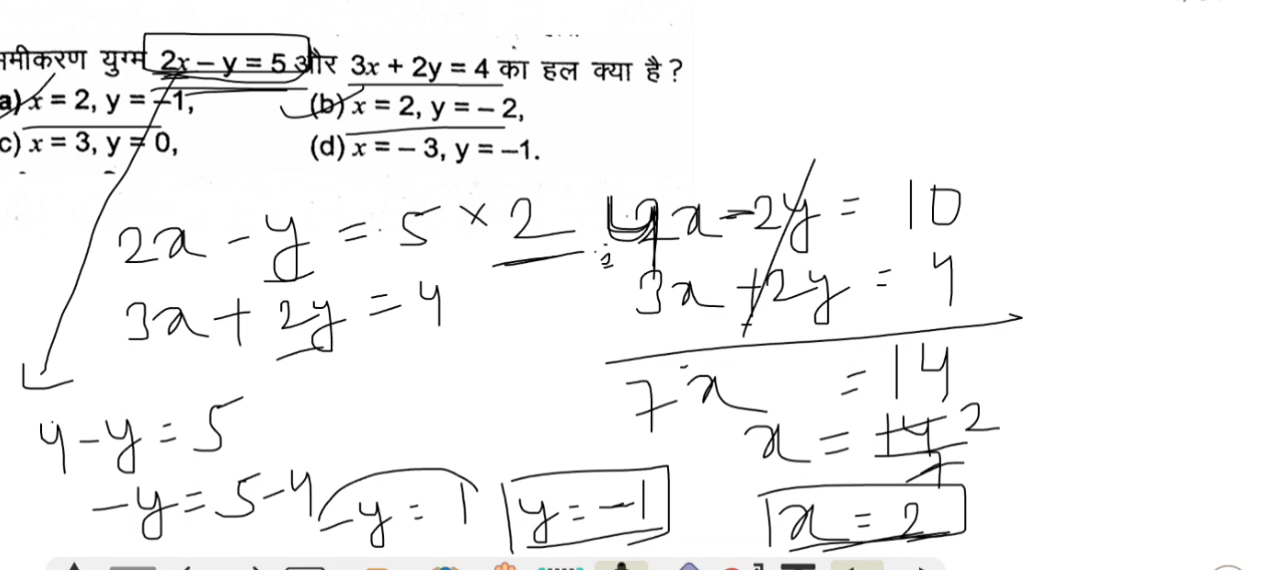 समीकरण युग्म 2x – y = 5 और 3x + 2y = 4 का हल क्या है ?
a) x = 2, y = –1, (b) x = 2, y = – 2,
c) x = 3, y = 0, (d) x = – 3, y = –1.
2x - y = 5 × 2
3x + 2y = 4
4x - 2y = 10
3x + 2y = 4
7x = 14
x = 14/7 2
x = 2
4 - y = 5
-y = 5-4
-y = 1
y = -1